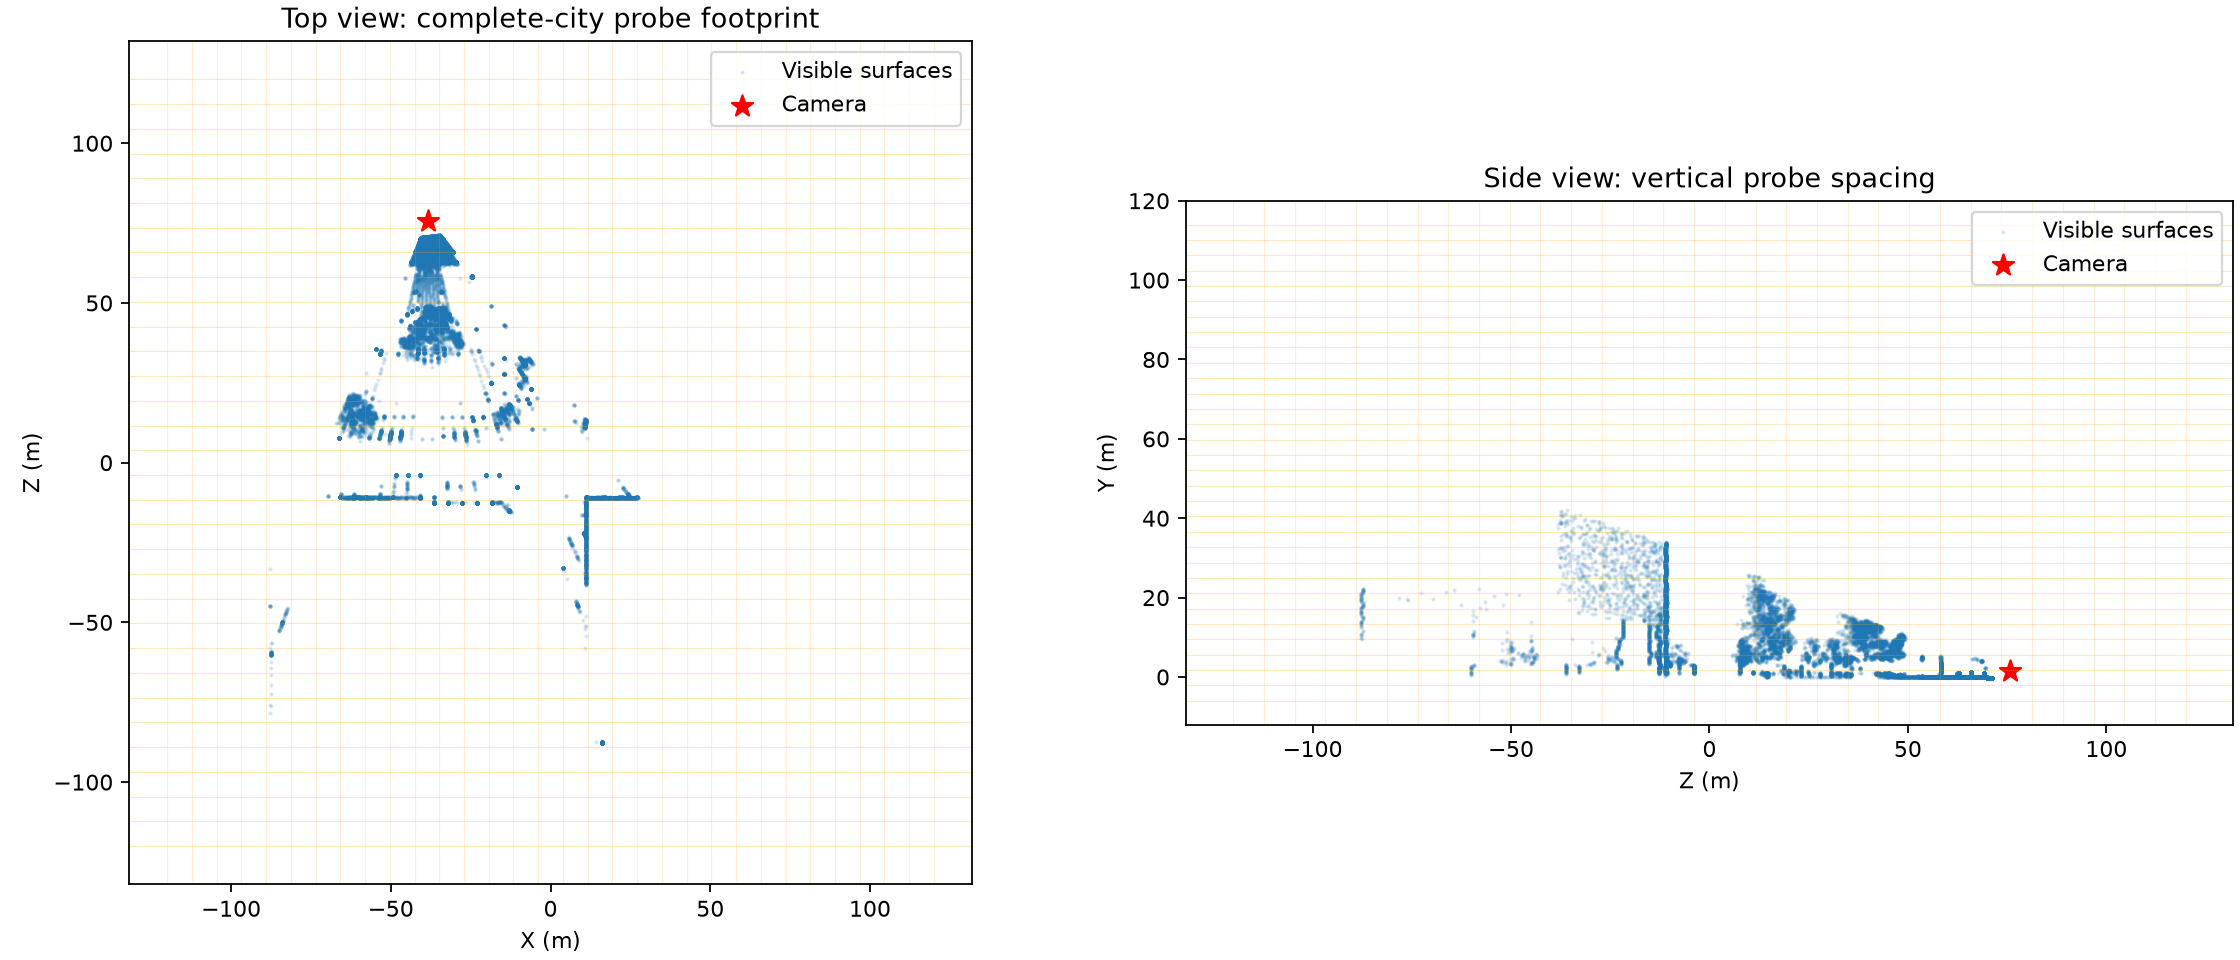 Top view: complete-city probe footprint
Visible surfaces
Camera
100
50
0
−50
−100
Z (m)
−100
−50
0
50
100
X (m)
Side view: vertical probe spacing
Visible surfaces
Camera
120
100
80
60
40
20
0
Y (m)
−100
−50
0
50
100
Z (m)